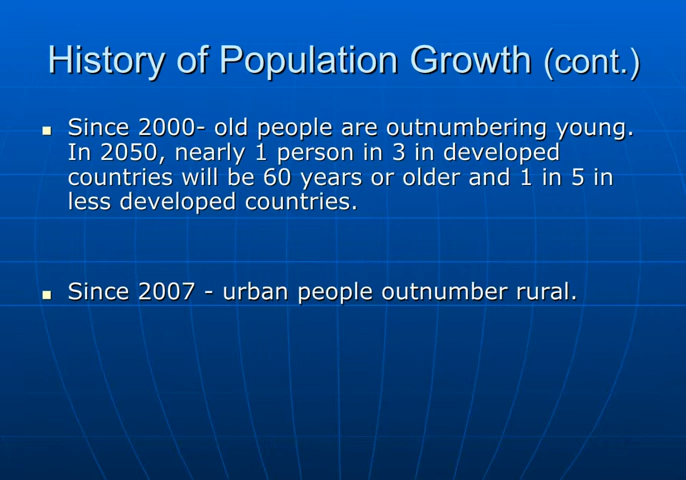 History of Population Growth (cont.)
Since 2000- old people are outnumbering young.
In 2050, nearly 1 person in 3 in developed
countries will be 60 years or older and 1 in 5 in
less developed countries.
Since 2007 - urban people outnumber rural.